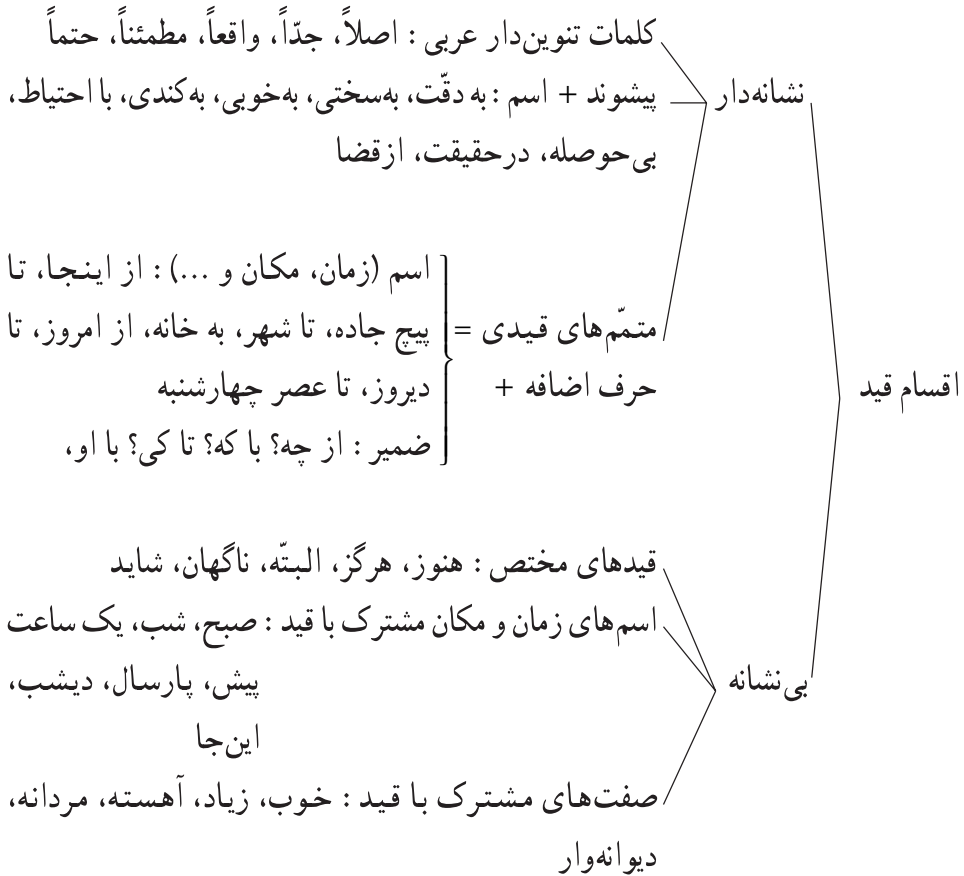 اقسام قید
نشانه‌دار
کلمات تنوین‌دار عربی : اصلاً، جدّاً، واقعاً، مطمئناً، حتماً
پیشوند + اسم : به دقّت، به‌سختی، به‌خوبی، به‌کندی، با احتیاط،
بی‌حوصله، درحقیقت، ازقضا
متمّم‌های قیدی =
حرف اضافه +
اسم (زمان، مکان و ...) : از اینجا، تا
پیچ جاده، تا شهر، به خانه، از امروز، تا
دیروز، تا عصر چهارشنبه
ضمیر : از چه؟ با که؟ تا کی؟ با او،
بی‌نشانه
قیدهای مختص : هنوز، هرگز، البتّه، ناگهان، شاید
اسم‌های زمان و مکان مشترک با قید : صبح، شب، یک ساعت
پیش، پارسال، دیشب،
این‌جا
صفت‌های مشترک با قید : خوب، زیاد، آهسته، مردانه،
دیوانه‌وار